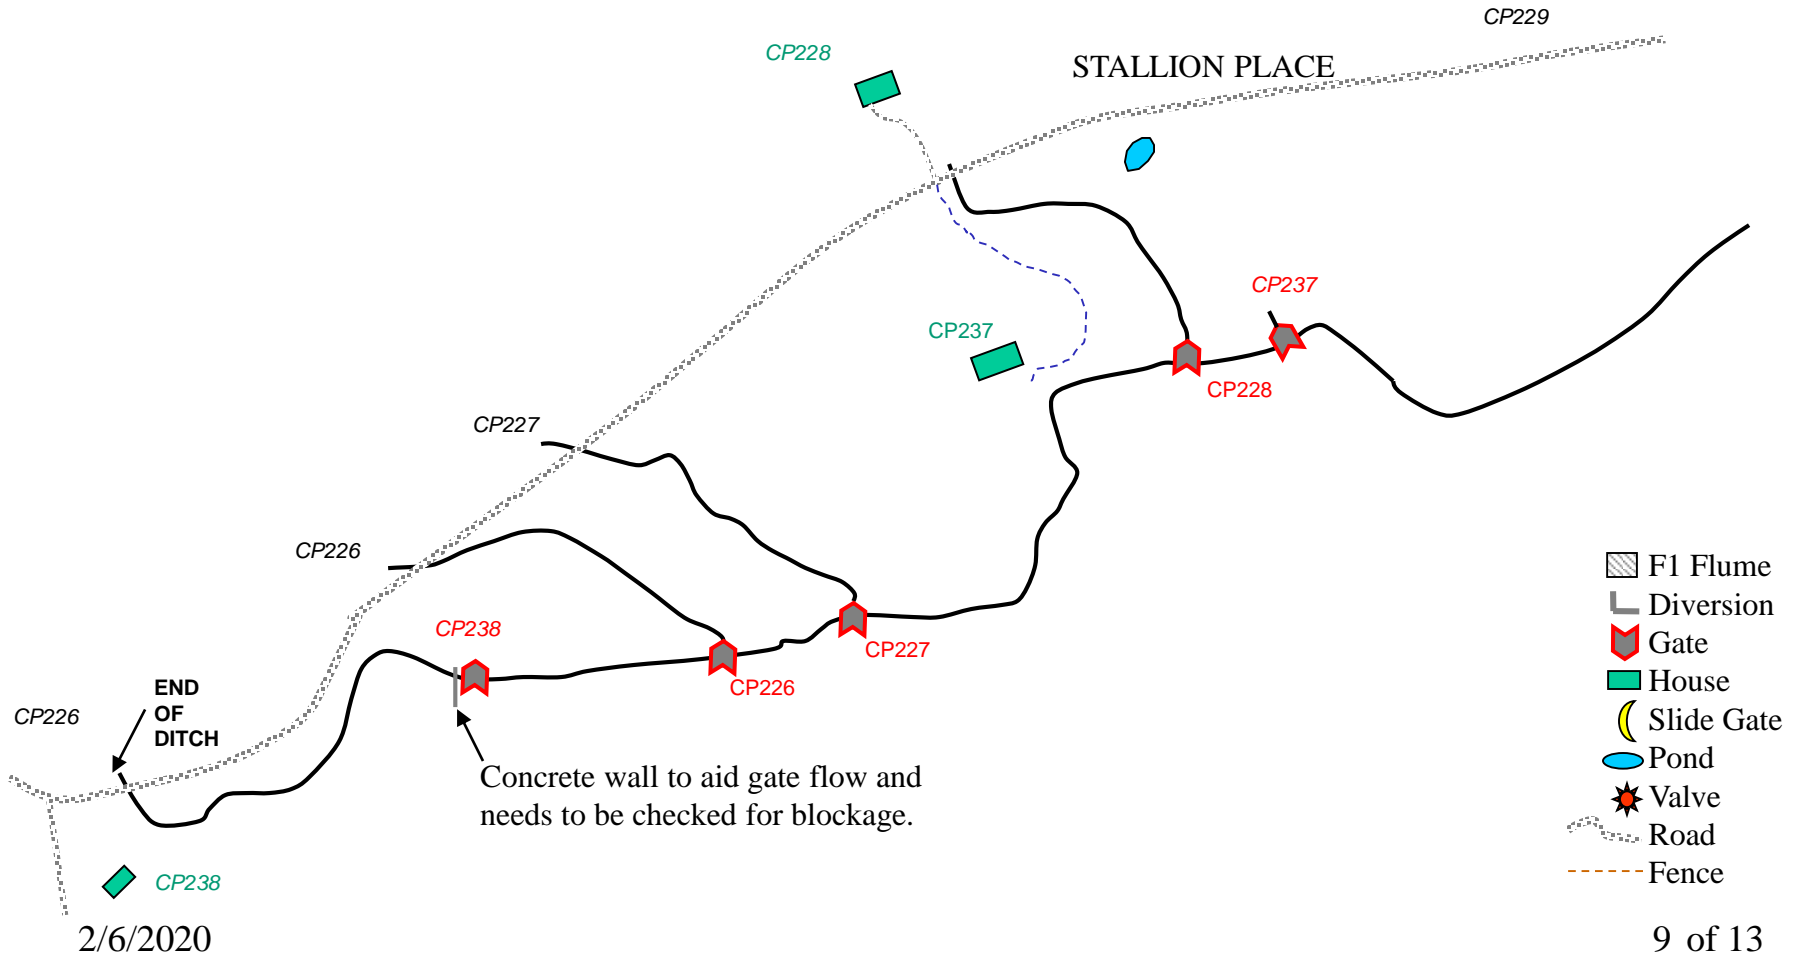 CP229
CP228
STALLION PLACE
CP237
CP237
CP228
CP227
CP226
CP238
CP227
CP226
END
OF
DITCH
CP226
Concrete wall to aid gate flow and
needs to be checked for blockage.
CP238
F1 Flume
Diversion
Gate
House
Slide Gate
Pond
Valve
Road
Fence
2/6/2020
9 of 13